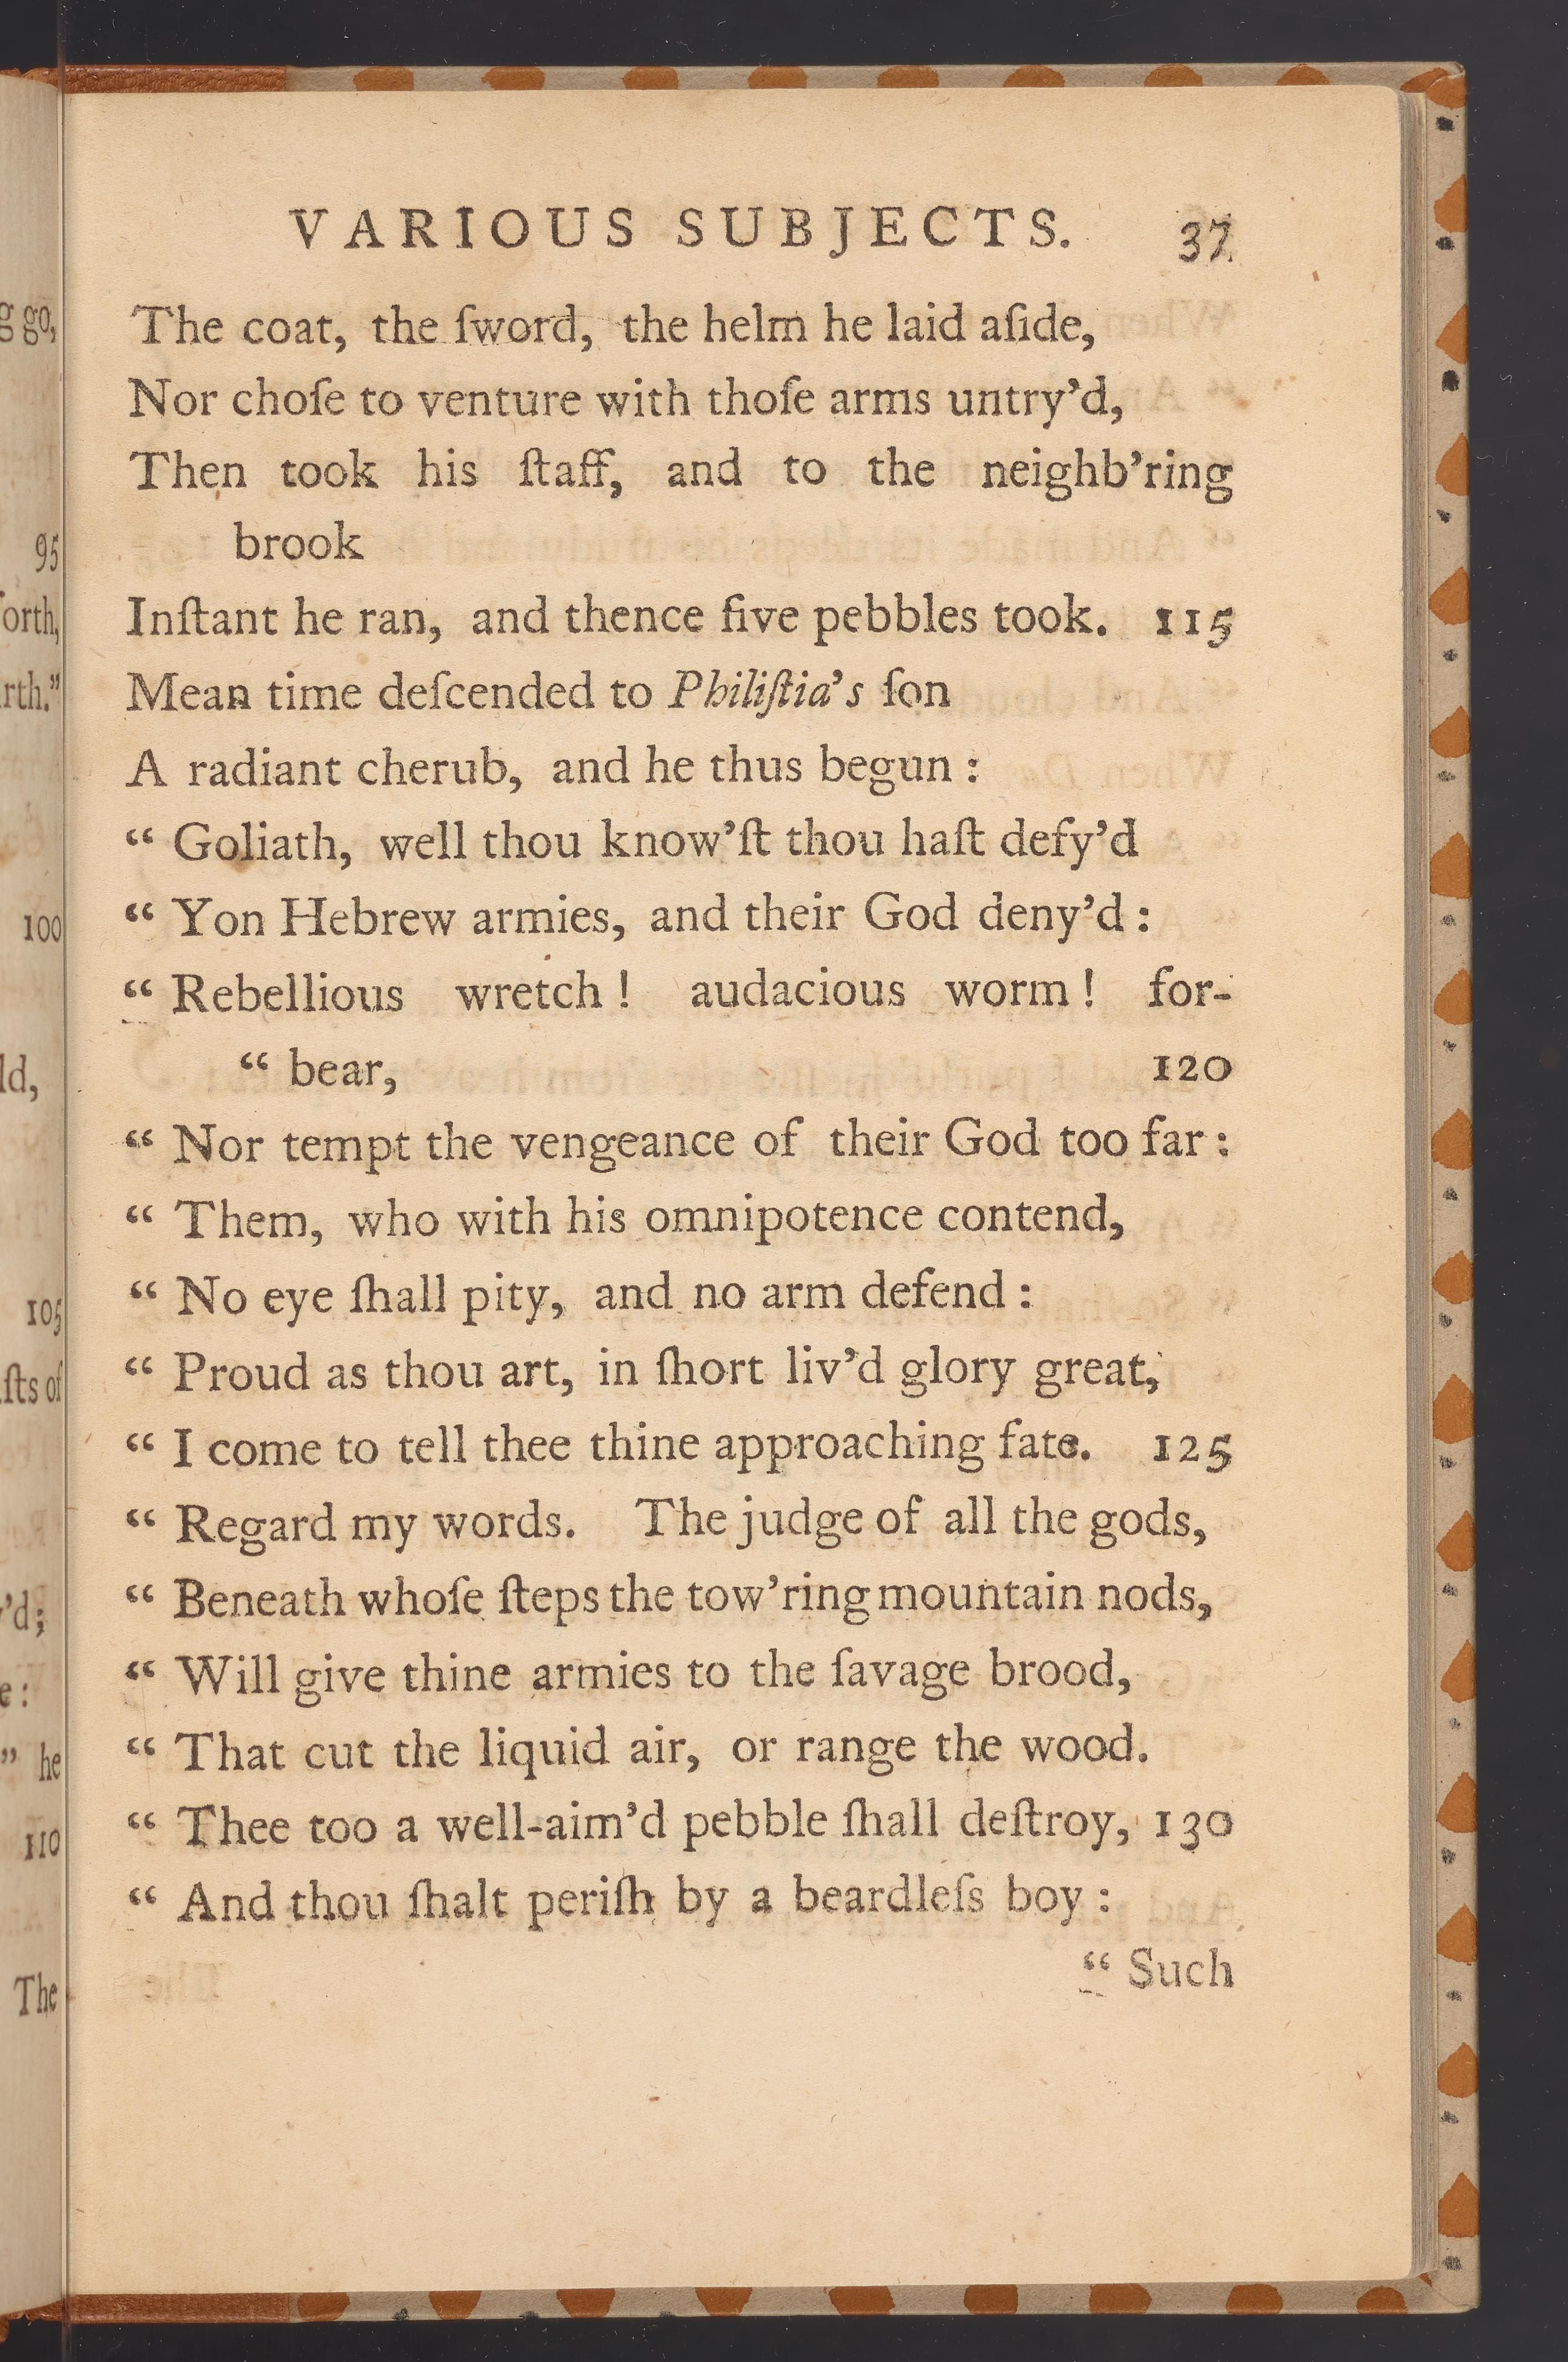 VARIOUS SUBJECTS. 37
The coat, the ſword, the helm he laid aſide,
Nor choſe to venture with thoſe arms untry’d,
Then took his ſtaff, and to the neighb’ring
brook
Inſtant he ran, and thence five pebbles took. 115
Mean time deſcended to Philiſtia’s ſon
A radiant cherub, and he thus begun :
“ Goliath, well thou know’ſt thou haſt defy’d
“ Yon Hebrew armies, and their God deny’d :
“ Rebellious wretch ! audacious worm ! for-
“ bear, 120
“ Nor tempt the vengeance of their God too far :
“ Them, who with his omnipotence contend,
“ No eye ſhall pity, and no arm defend :
“ Proud as thou art, in ſhort liv’d glory great,
“ I come to tell thee thine approaching fate. 125
“ Regard my words. The judge of all the gods,
“ Beneath whoſe ſteps the tow’ring mountain nods,
“ Will give thine armies to the ſavage brood,
“ That cut the liquid air, or range the wood.
“ Thee too a well-aim’d pebble ſhall deſtroy, 130
“ And thou ſhalt periſh by a beardleſs boy :
“ Such
go,
95
100
105
of
he
110
The